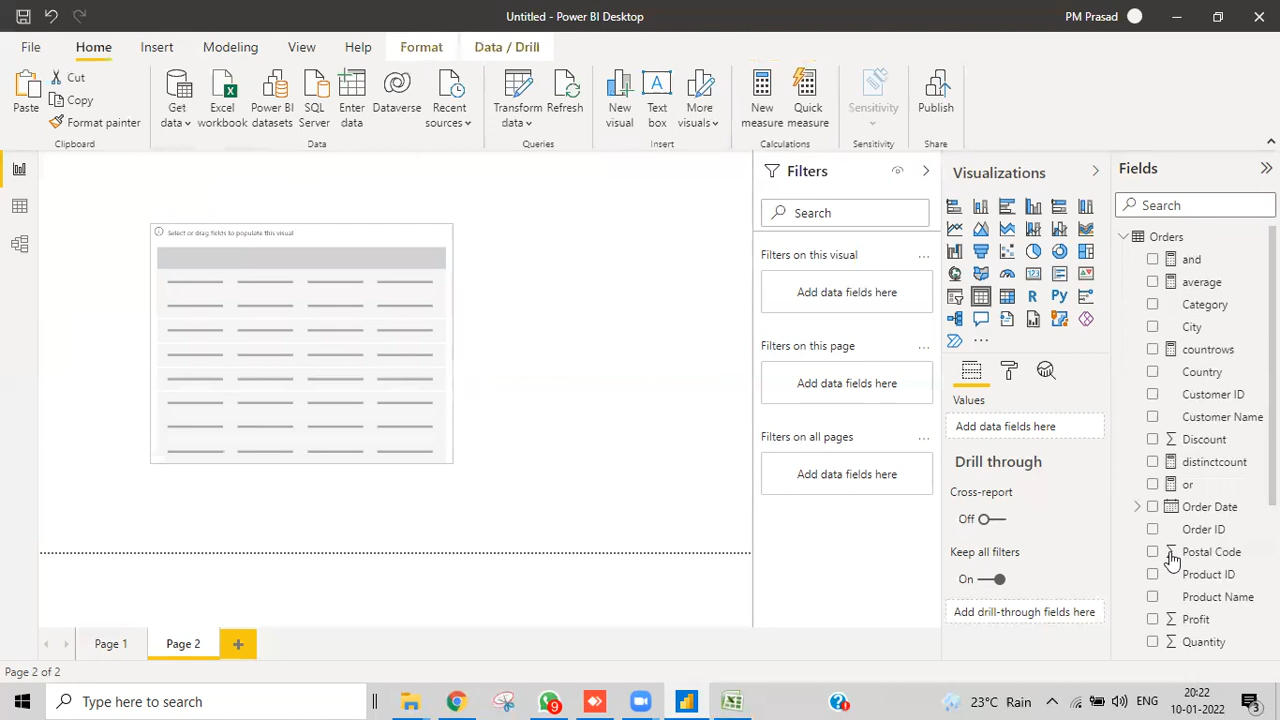 Untitled - Power BI Desktop
PM Prasad
File Home Insert Modeling View Help Format Data / Drill
Paste
Cut
Copy
Format painter
Clipboard
Get data
Excel workbook
Power BI datasets
SQL Server
Enter data
Dataverse
Recent sources
Data
Transform data
Refresh
Queries
New visual
Text box
More visuals
Insert
New measure
Quick measure
Calculations
Sensitivity
Sensitivity
Publish
Share
Select or drag fields to populate this visual
Filters
Search
Filters on this visual ...
Add data fields here
Filters on this page ...
Add data fields here
Filters on all pages ...
Add data fields here
Visualizations
R
Py
123
...
Values
Add data fields here
Drill through
Cross-report
Off
Keep all filters
On
Add drill-through fields here
Fields
Search
Orders
and
average
Category
City
countrows
Country
Customer ID
Customer Name
Discount
distinctcount
or
Order Date
Order ID
Postal Code
Product ID
Product Name
Profit
Quantity
Page 1 Page 2 +
Page 2 of 2
Type here to search
9
23°C Rain
ENG
20:22
10-01-2022
3